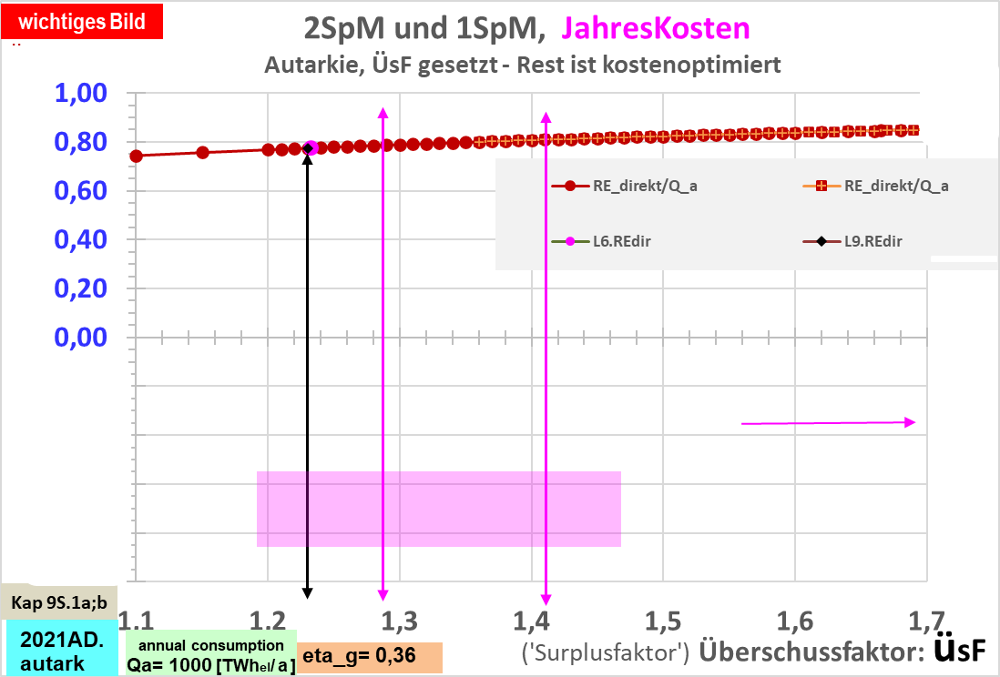 wichtiges Bild
2SpM und 1SpM, JahresKosten
Autarkie, ÜsF gesetzt - Rest ist kostenoptimiert
1,00
0,80
0,60
0,40
0,20
0,00
RE_direkt/Q_a
RE_direkt/Q_a
L6.REdir
L9.REdir
Kap 9S.1a;b
1,1 1,2 1,3 1,4 1,5 1,6 1,7
2021AD.
autark
annual consumption
Qa= 1000 [TWhel/a]
eta_g= 0,36
('Surplusfaktor') Überschussfaktor: ÜsF